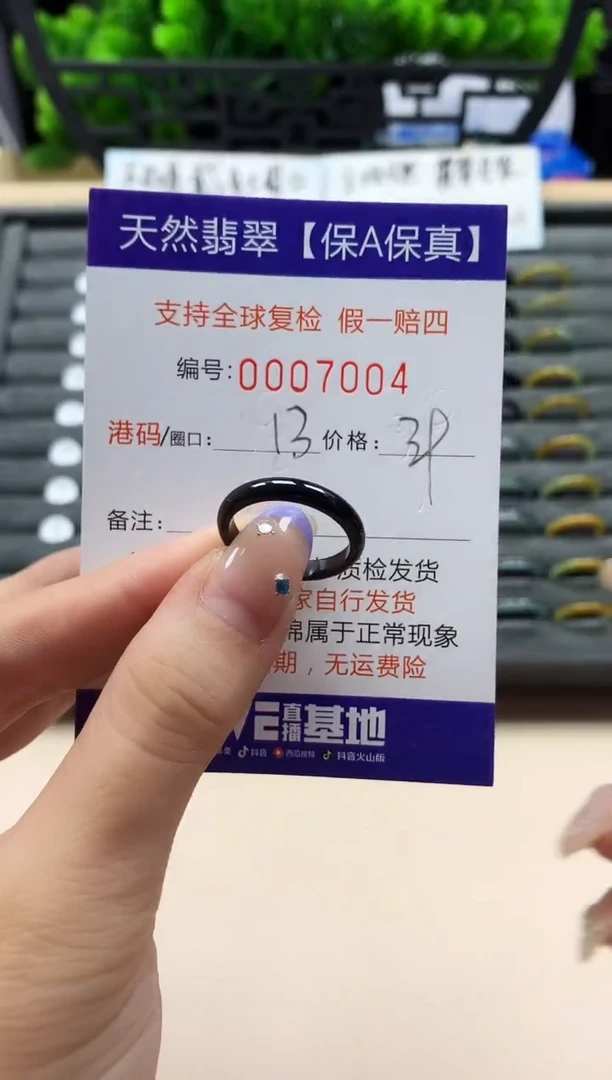 天然翡翠【保A保真】
支持全球复检 假一赔四
编号:0007004
港码/圈口: 13 价格:
备注:
质检发货
家自行发货
棉属于正常现象
期，无运费险
VE直播基地
抖音 西瓜视频 抖音火山版